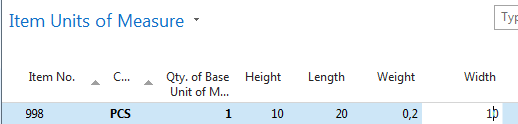 Item Units of Measure
Typ
Item No. C... Qty. of Base Unit of M... Height Length Weight Width
998 PCS 1 10 20 0,2 10